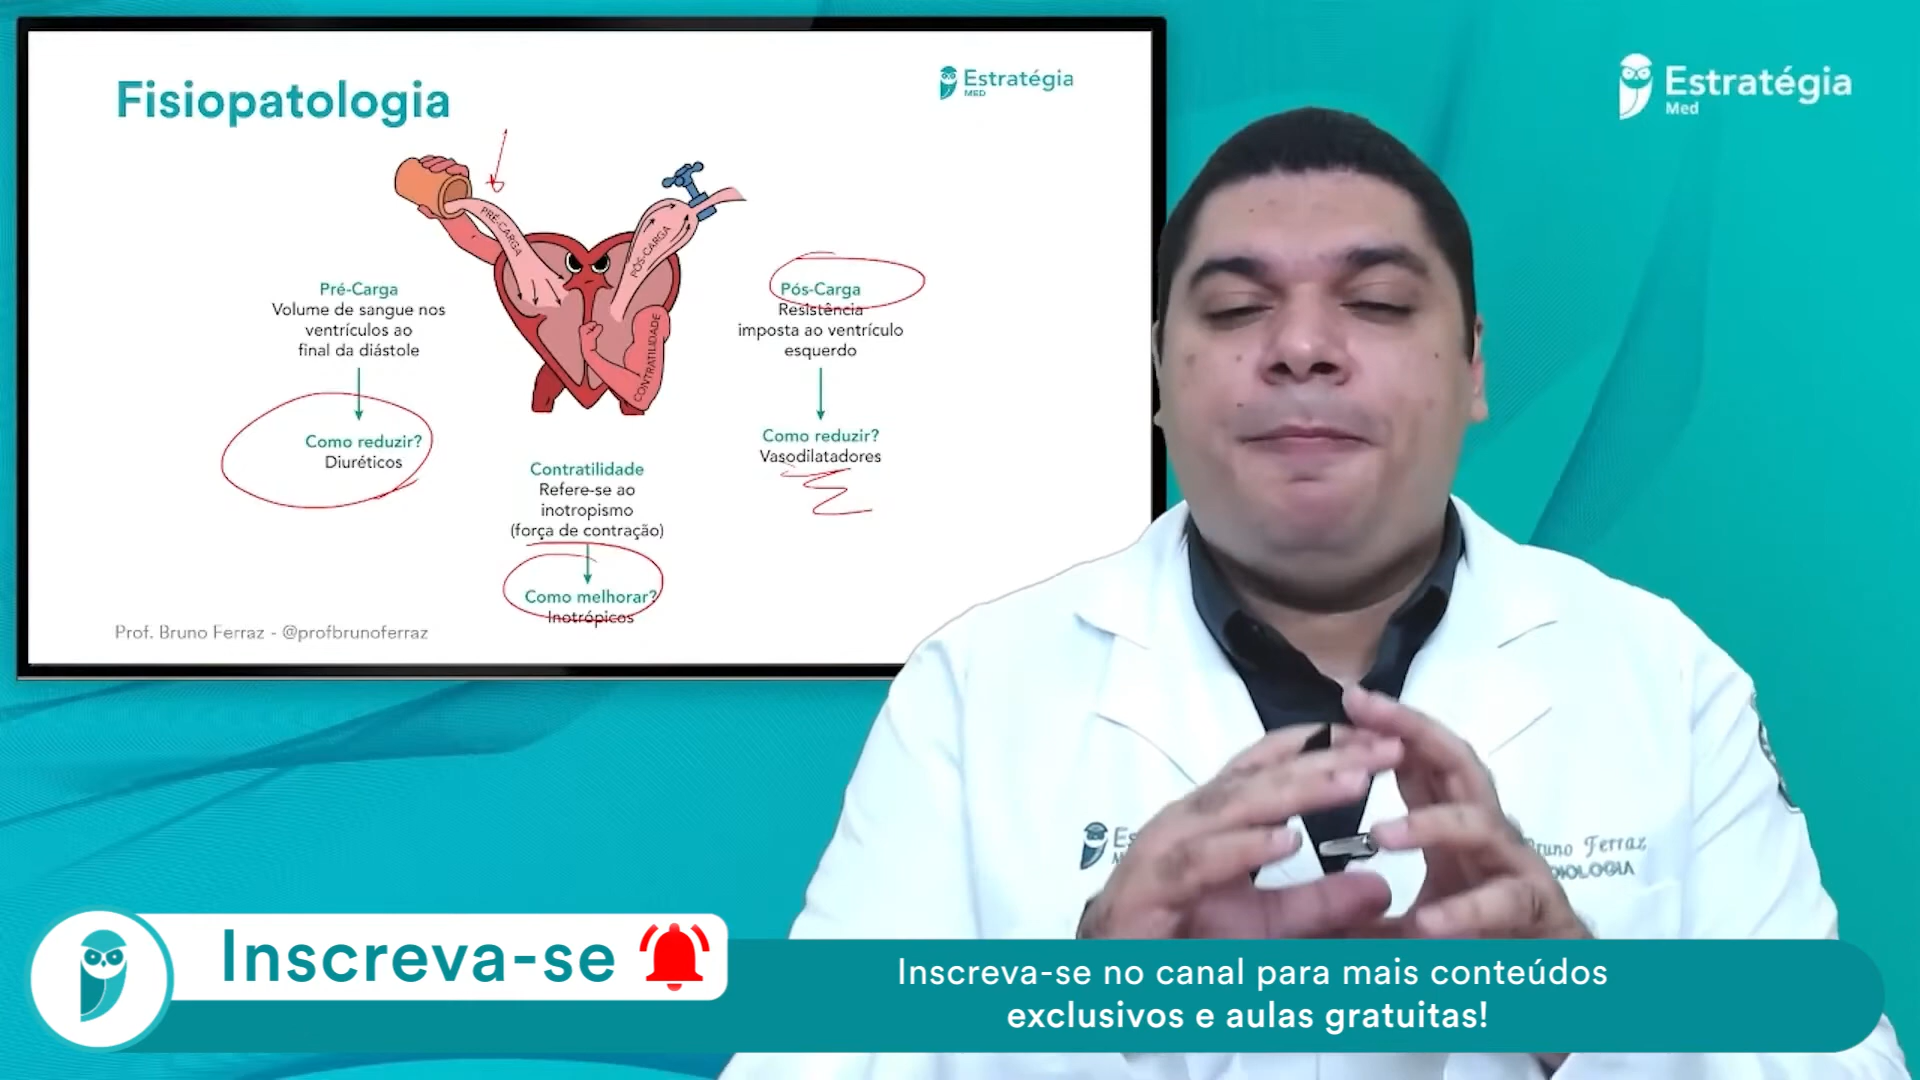 Fisiopatologia
Estratégia
MED
Estratégia
Med
PRÉ-CARGA
PÓS-CARGA
CONTRATILIDADE
Pré-Carga
Volume de sangue nos
ventrículos ao
final da diástole
Como reduzir?
Diuréticos
Contratilidade
Refere-se ao
inotropismo
(força de contração)
Como melhorar?
Inotrópicos
Pós-Carga
Resistência
imposta ao ventrículo
esquerdo
Como reduzir?
Vasodilatadores
Prof. Bruno Ferraz - @profbrunoferraz
Bruno Ferraz
Inscreva-se
Inscreva-se no canal para mais conteúdos
exclusivos e aulas gratuitas!